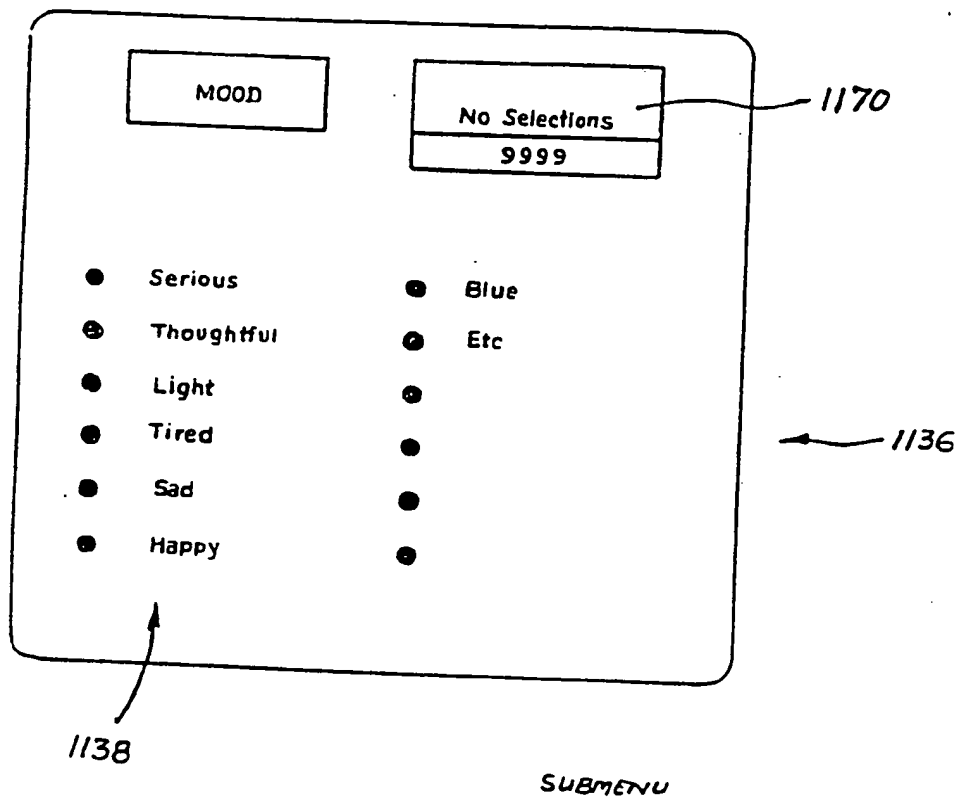 MOOD
No Selections
9999
1170
Serious
Thoughtful
Light
Tired
Sad
Happy
Blue
Etc
1136
1138
SUBMENU